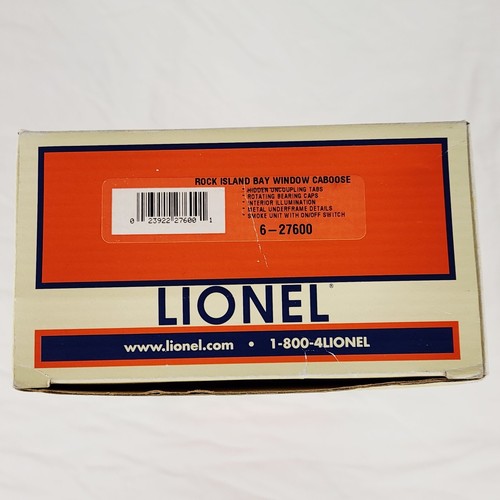 ROCK ISLAND BAY WINDOW CABOOSE
* HIDDEN UNCOUPLING TABS
* ROTATING BEARING CAPS
* INTERIOR ILLUMINATION
* METAL UNDERFRAME DETAILS
* SMOKE UNIT WITH ON/OFF SWITCH
6-27600
0 23922 27600 1
LIONEL®
www.lionel.com • 1-800-4LIONEL